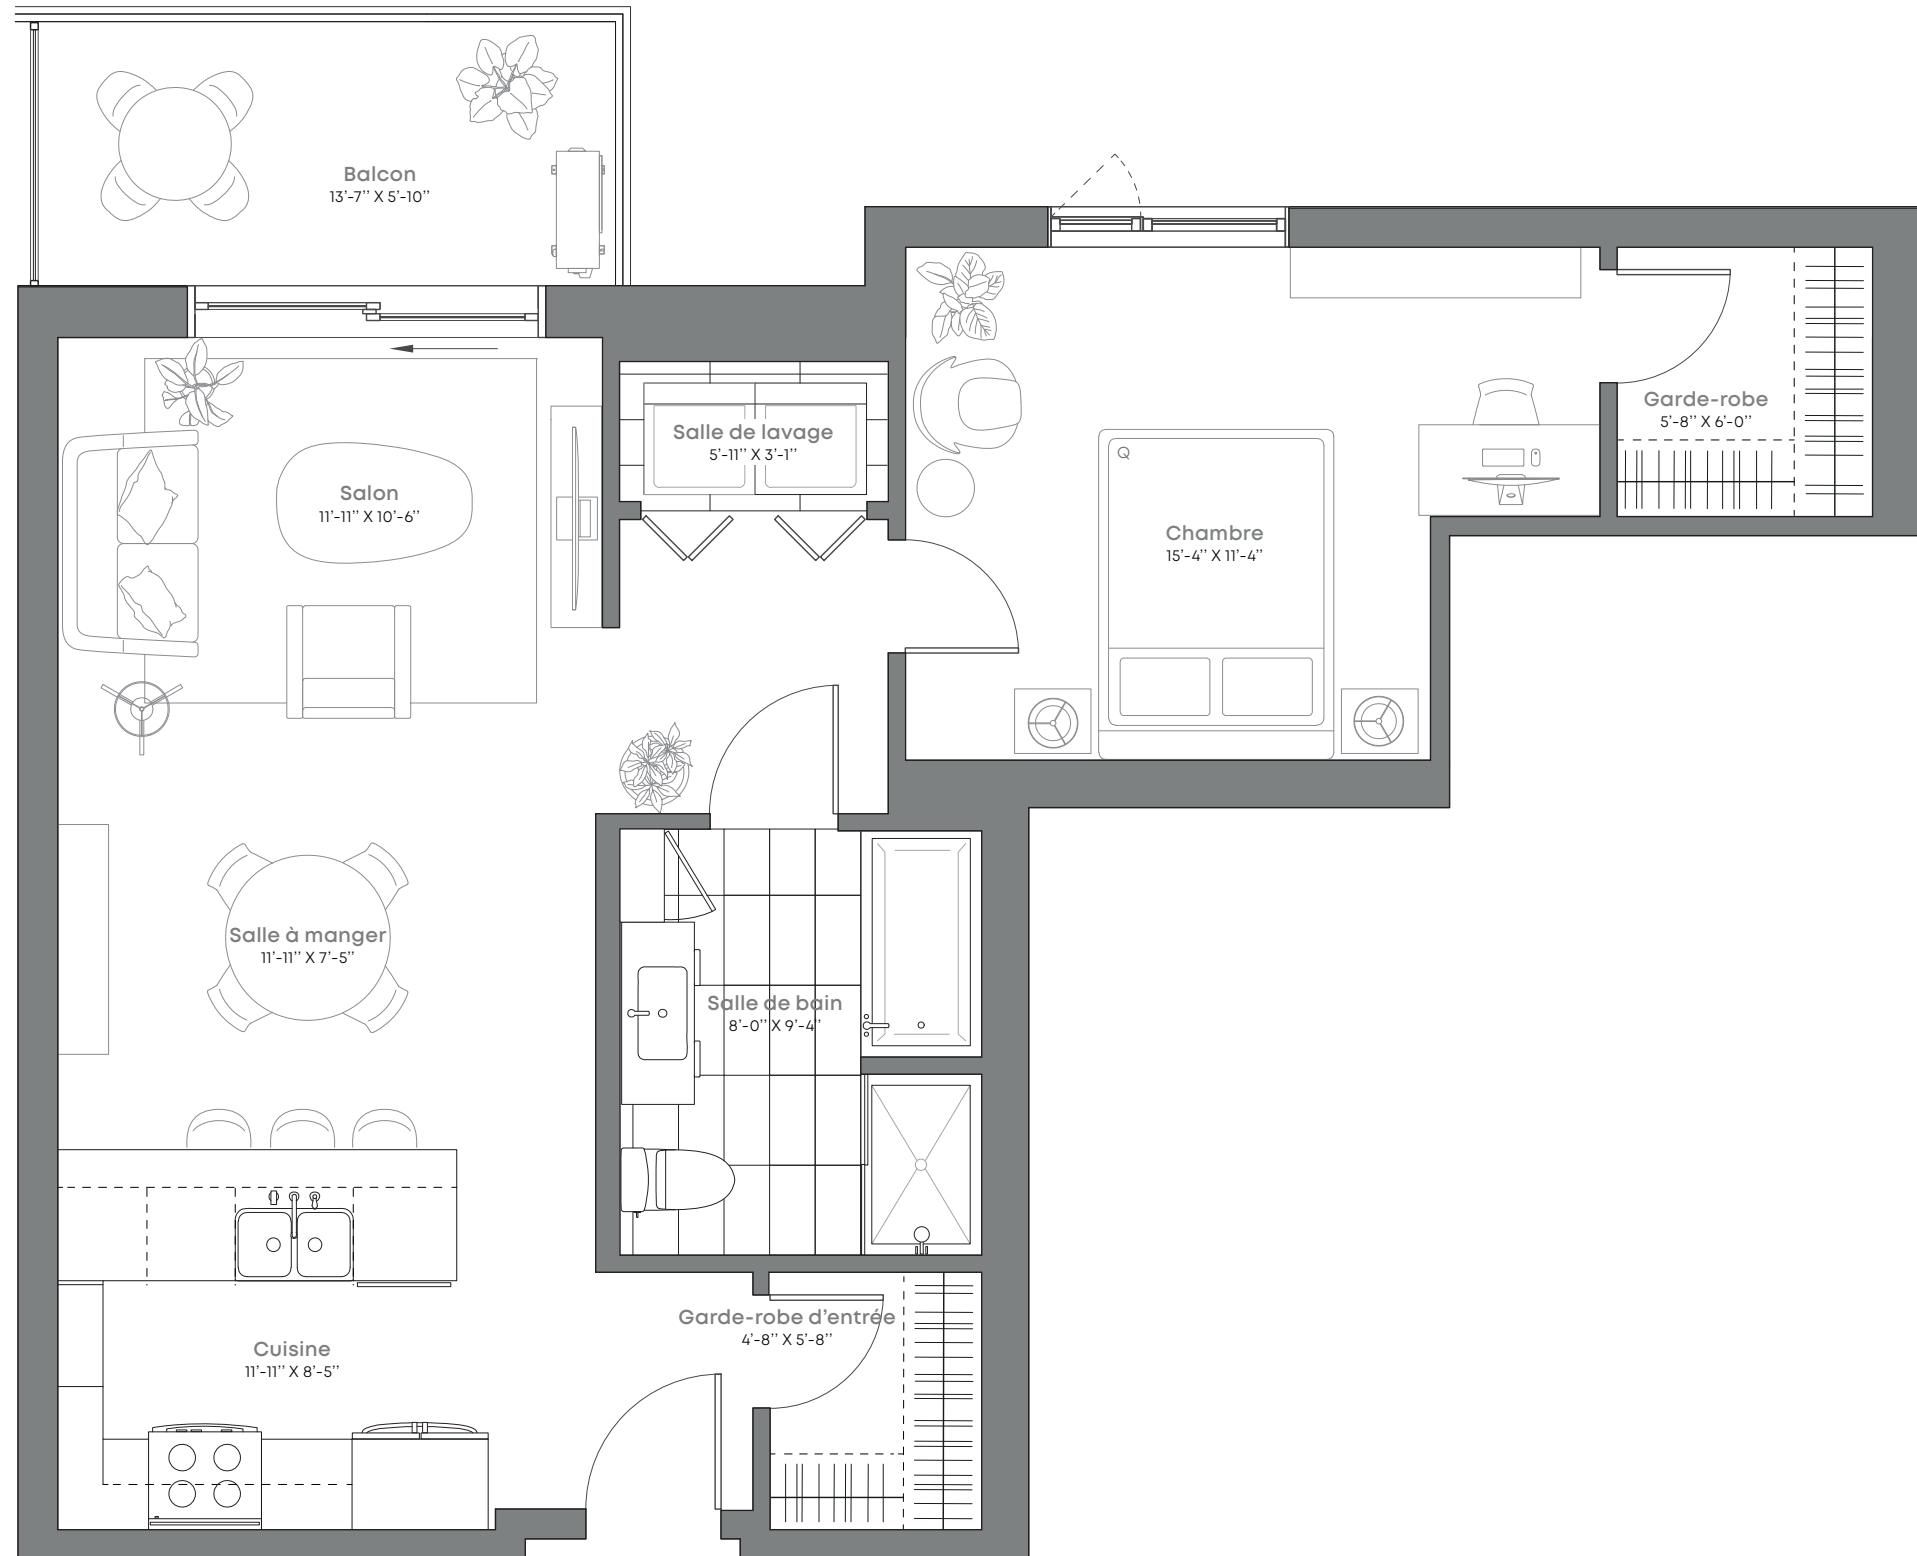 Balcon
13'-7'' X 5'-10''
Garde-robe
5'-8'' X 6'-0''
Salle de lavage
5'-11'' X 3'-1''
Q
Salon
11'-11'' X 10'-6''
Chambre
15'-4'' X 11'-4''
Salle à manger
11'-11'' X 7'-5''
Salle de bain
8'-0'' X 9'-4''
Garde-robe d'entrée
4'-8'' X 5'-8''
Cuisine
11'-11'' X 8'-5''